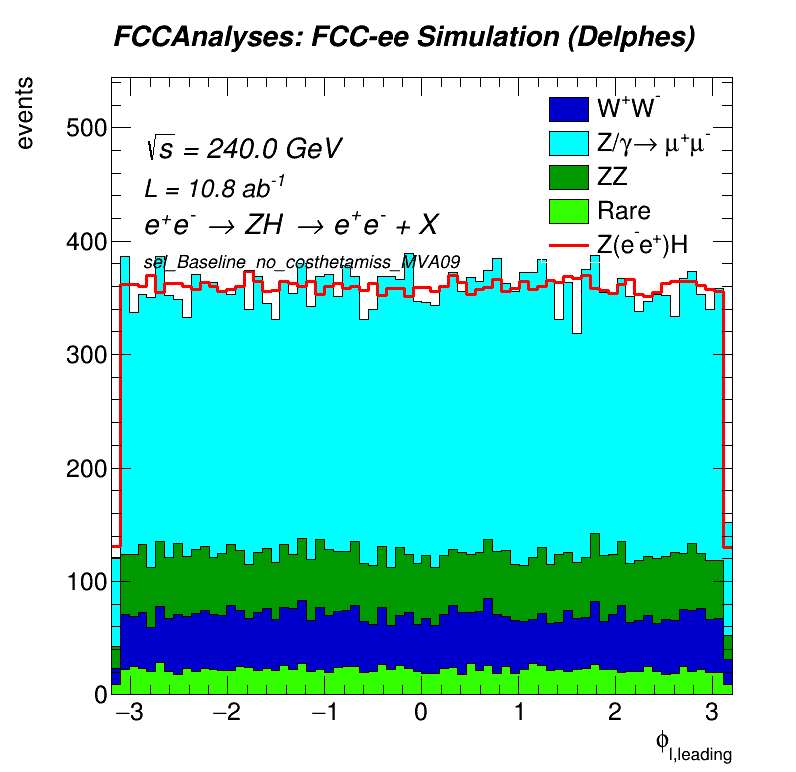 FCCAnalyses: FCC-ee Simulation (Delphes)
events
√s = 240.0 GeV
L = 10.8 ab⁻¹
e⁺e⁻ → ZH → e⁺e⁻ + X
sel_Baseline_no_costhetamiss_MVA09
W⁺W⁻
Z/γ→ μ⁺μ⁻
ZZ
Rare
Z(e⁻e⁺)H
500
400
300
200
100
0
−3 −2 −1 0 1 2 3
ϕl,leading